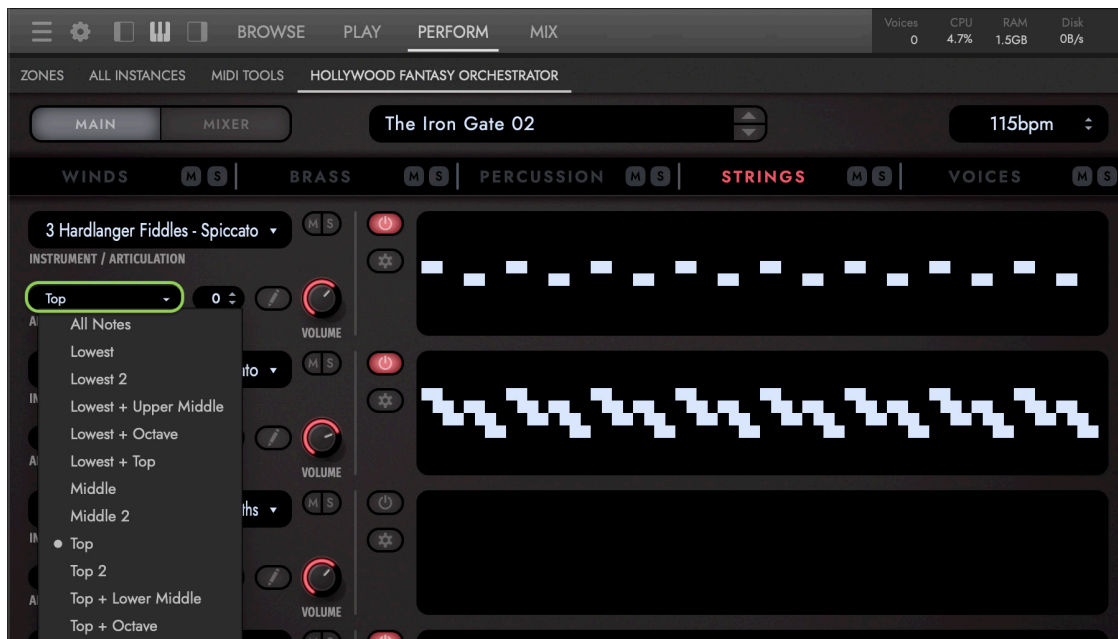 BROWSE PLAY PERFORM MIX
Voices CPU RAM Disk
0 4.7% 1.5GB 0B/s
ZONES ALL INSTANCES MIDI TOOLS HOLLYWOOD FANTASY ORCHESTRATOR
MAIN MIXER The Iron Gate 02 115bpm
WINDS M S BRASS M S PERCUSSION M S STRINGS M S VOICES M S
3 Hardlanger Fiddles - Spiccato M S
INSTRUMENT / ARTICULATION
Top 0
A
VOLUME
All Notes
Lowest
Lowest 2
ato M S
IN
Lowest + Upper Middle
Lowest + Octave
A
Lowest + Top
VOLUME
Middle
Middle 2
ths M S
IN
Top
Top 2
A
Top + Lower Middle
VOLUME
Top + Octave
M S